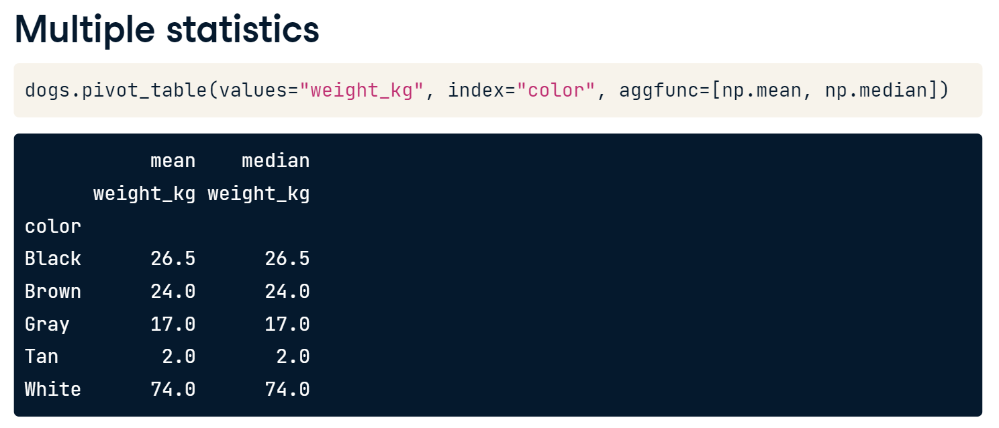 Multiple statistics
dogs.pivot_table(values="weight_kg", index="color", aggfunc=[np.mean, np.median])
           mean    median
      weight_kg weight_kg
color
Black      26.5      26.5
Brown      24.0      24.0
Gray       17.0      17.0
Tan         2.0       2.0
White      74.0      74.0